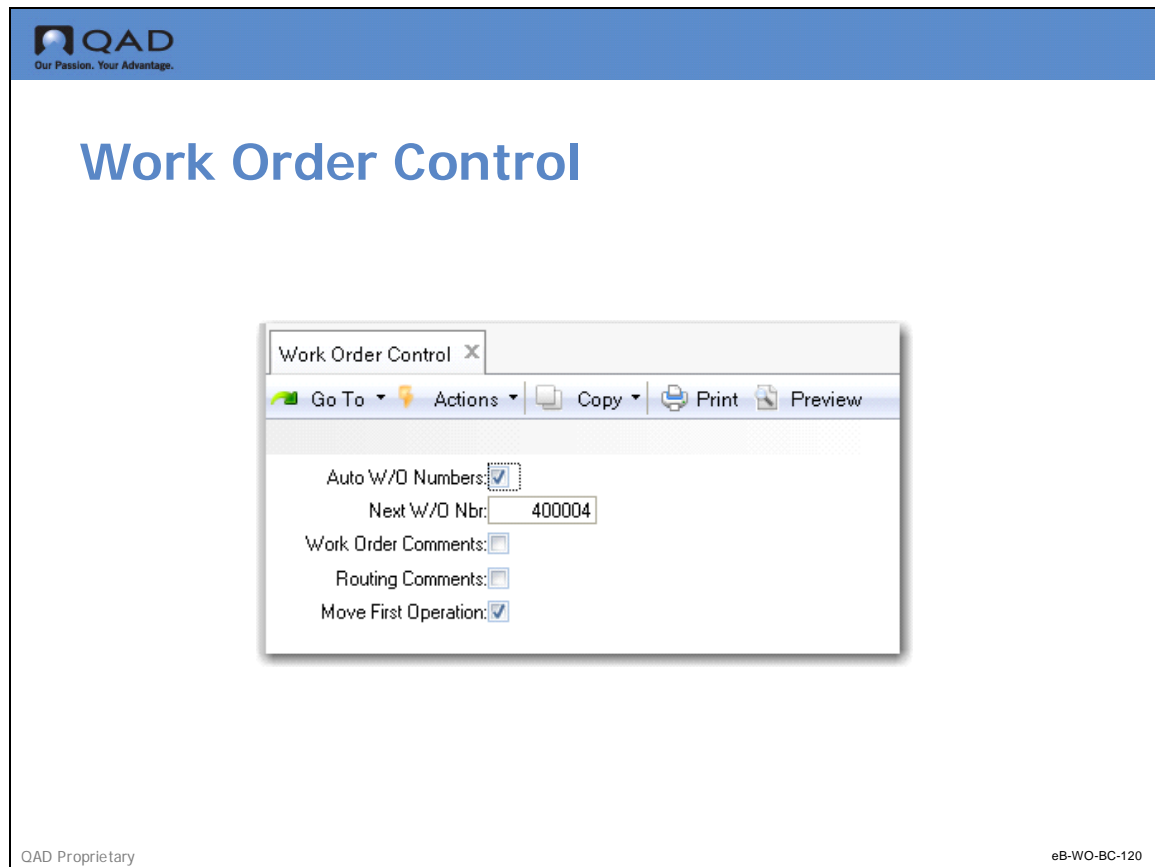 QAD
Our Passion. Your Advantage.
Work Order Control
Work Order Control
Go To Actions Copy Print Preview
Auto W/O Numbers:
Next W/O Nbr: 400004
Work Order Comments:
Routing Comments:
Move First Operation:
QAD Proprietary
eB-WO-BC-120